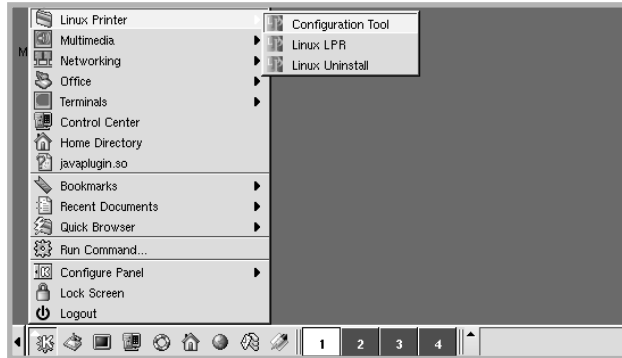 Linux Printer
Configuration Tool
Linux LPR
Linux Uninstall
M
Multimedia
Networking
Office
Terminals
Control Center
Home Directory
javaplugin.so
Bookmarks
Recent Documents
Quick Browser
Run Command...
Configure Panel
Lock Screen
Logout
1 2 3 4